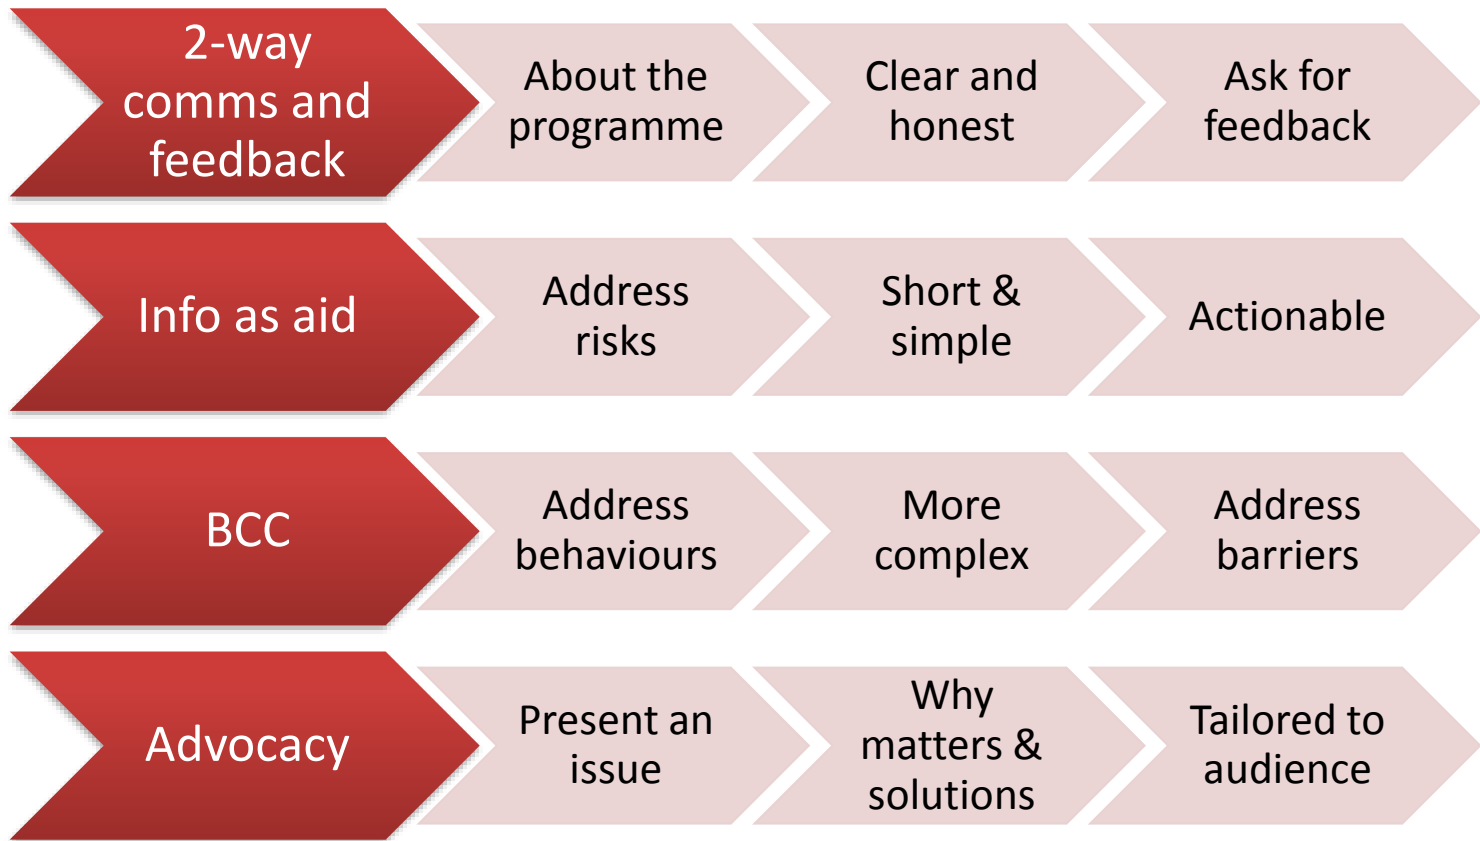 2-way
comms and
feedback
About the
programme
Clear and
honest
Ask for
feedback
Info as aid
Address
risks
Short &
simple
Actionable
BCC
Address
behaviours
More
complex
Address
barriers
Advocacy
Present an
issue
Why
matters &
solutions
Tailored to
audience